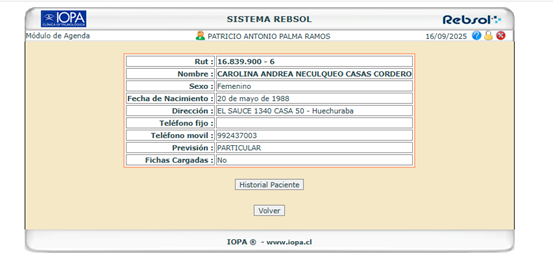 IOPA
CLINICA OFTALMOLOGICA
SISTEMA REBSOL
Rebsol
Módulo de Agenda
PATRICIO ANTONIO PALMA RAMOS
16/09/2025
Rut : 16.839.900 - 6
Nombre : CAROLINA ANDREA NECULQUEO CASAS CORDERO
Sexo : Femenino
Fecha de Nacimiento : 20 de mayo de 1988
Dirección : EL SAUCE 1340 CASA 50 - Huechuraba
Teléfono fijo :
Teléfono movil : 992437003
Previsión : PARTICULAR
Fichas Cargadas : No
Historial Paciente
Volver
IOPA ® - www.iopa.cl